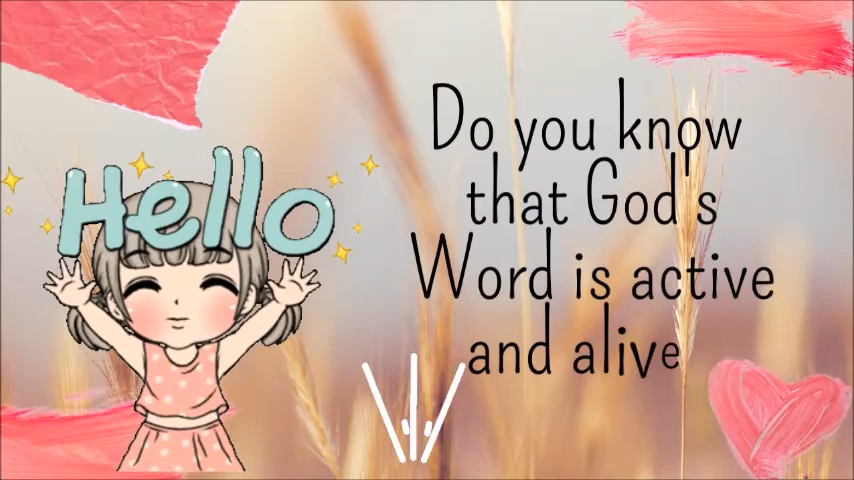 Hello
Do you know
that God's
Word is active
and alive